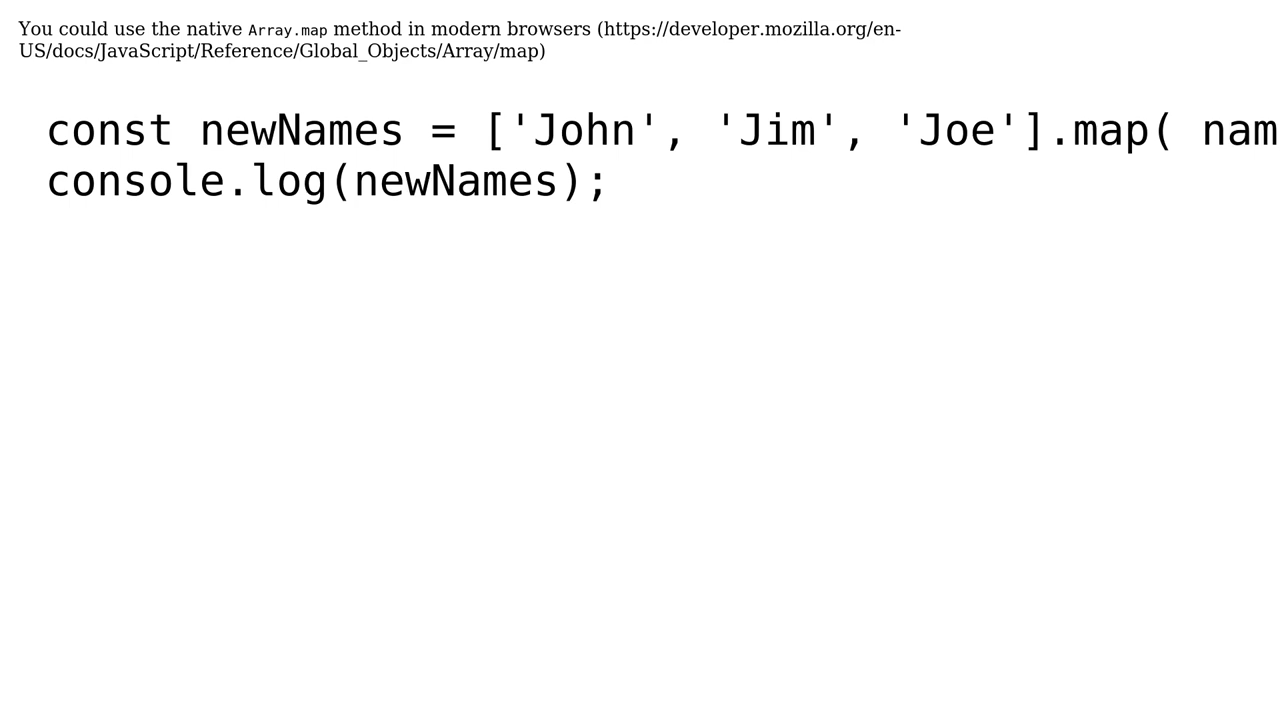 You could use the native Array.map method in modern browsers (https://developer.mozilla.org/en-
US/docs/JavaScript/Reference/Global_Objects/Array/map)
const newNames = ['John', 'Jim', 'Joe'].map( nam
console.log(newNames);